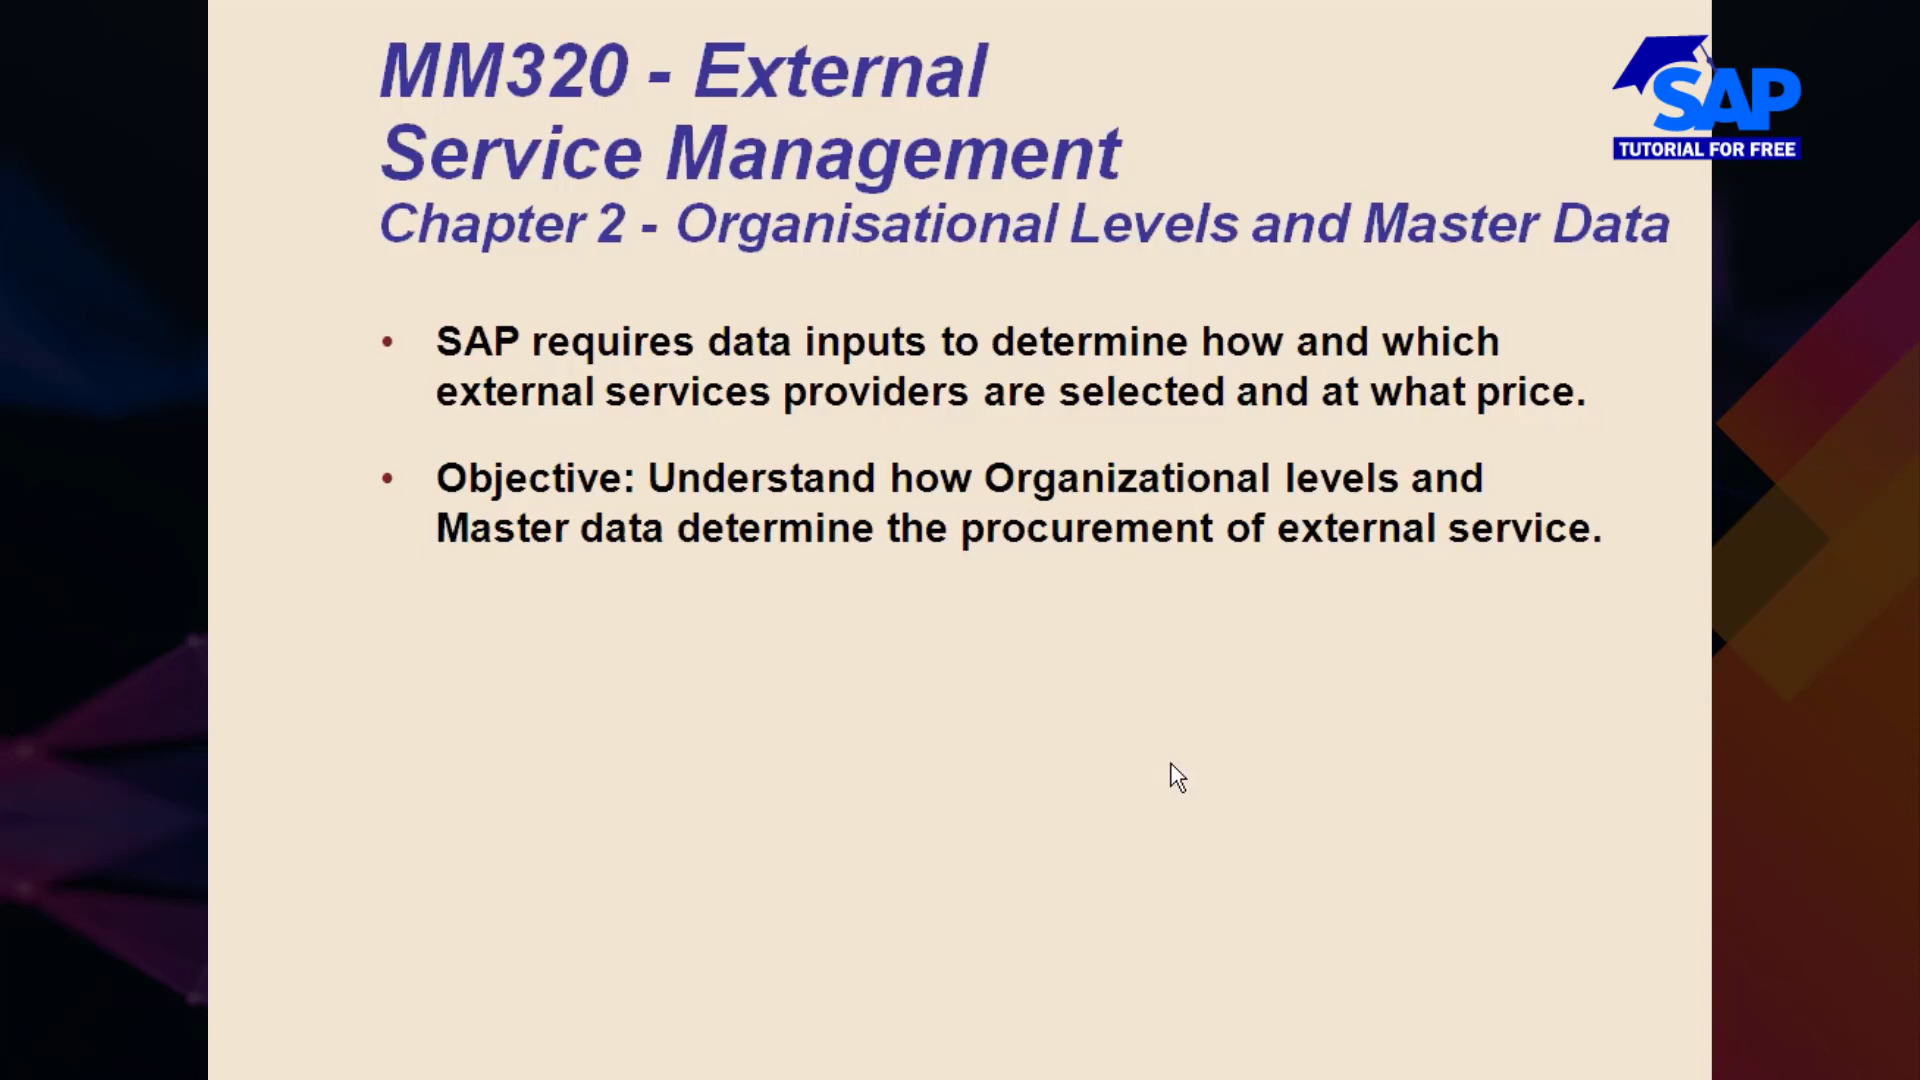 MM320 - External
Service Management
Chapter 2 - Organisational Levels and Master Data
SAP
TUTORIAL FOR FREE
• SAP requires data inputs to determine how and which
external services providers are selected and at what price.
• Objective: Understand how Organizational levels and
Master data determine the procurement of external service.